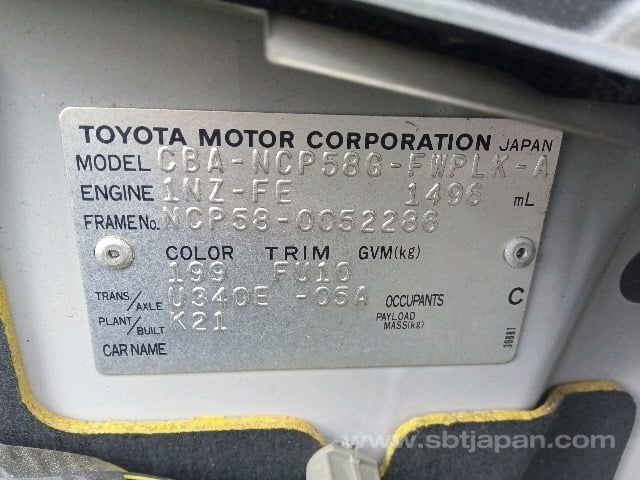 TOYOTA MOTOR CORPORATION JAPAN
MODEL CBA-NCP58G-FWPLK-A
ENGINE 1NZ-FE 1496 mL
FRAME No. NCP58-0052286
COLOR TRIM GVM(kg)
199 FU10
TRANS./AXLE U340E -05A OCCUPANTS C
PLANT/BUILT K21 PAYLOAD MASS(kg)
CAR NAME
30881
www.sbtjapan.com